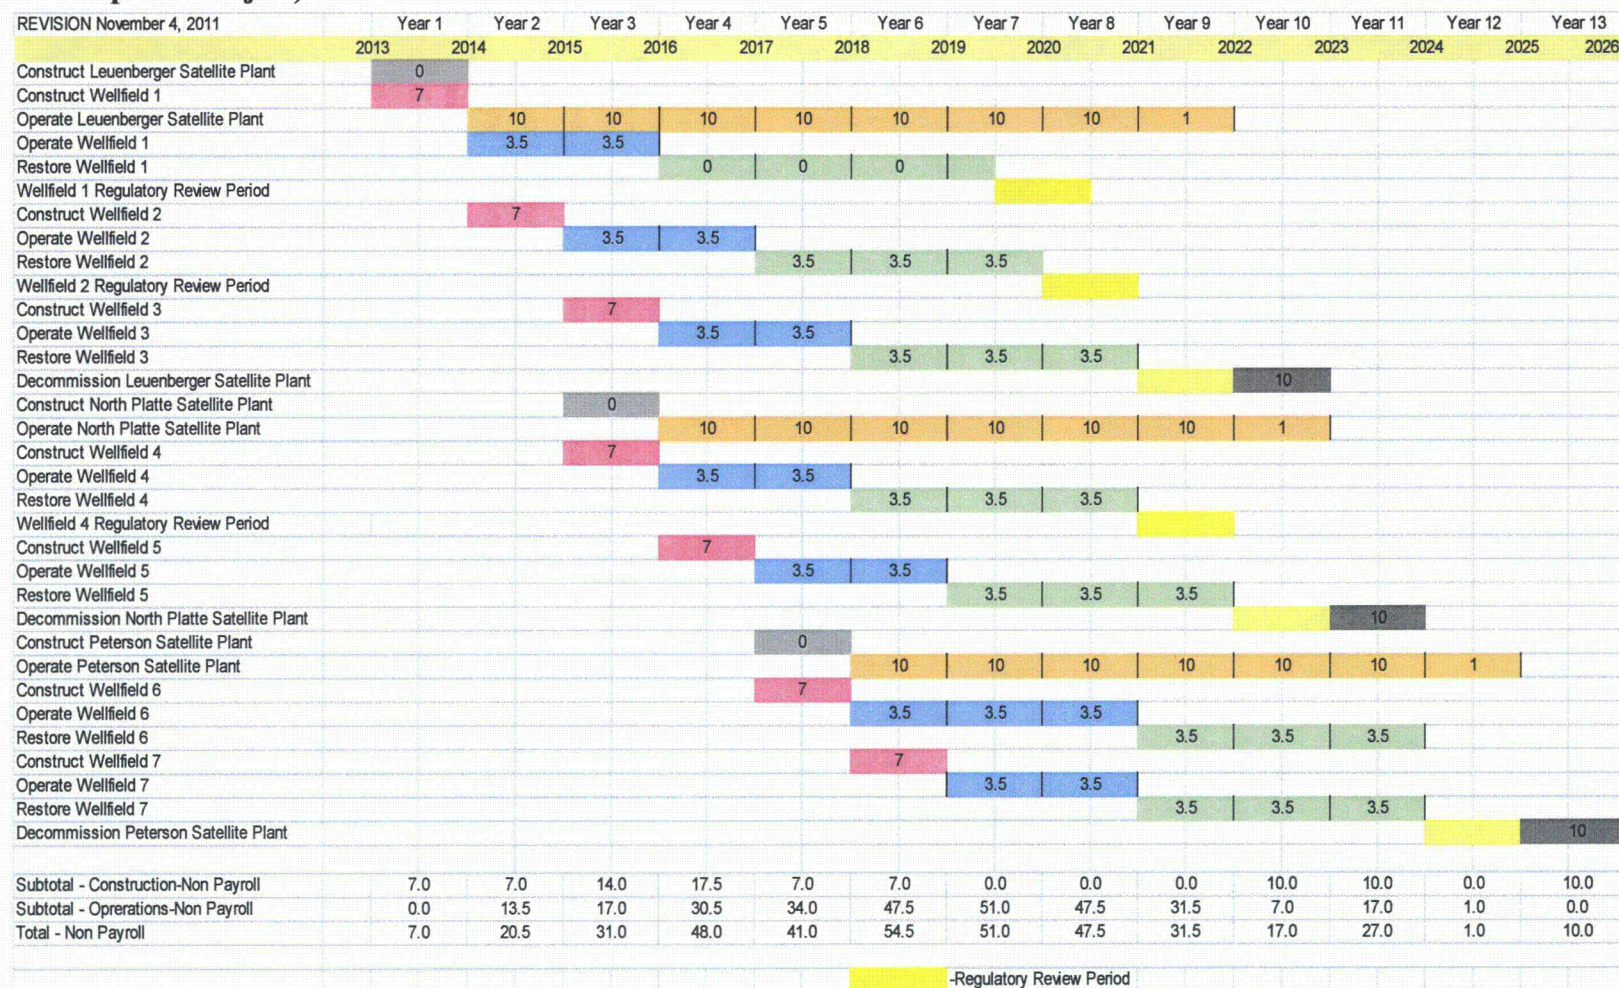 REVISION November 4, 2011 Year 1 Year 2 Year 3 Year 4 Year 5 Year 6 Year 7 Year 8 Year 9 Year 10 Year 11 Year 12 Year 13
2013 2014 2015 2016 2017 2018 2019 2020 2021 2022 2023 2024 2025 2026
Construct Leuenberger Satellite Plant 0
Construct Wellfield 1 7
Operate Leuenberger Satellite Plant 10 10 10 10 10 10 10 1
Operate Wellfield 1 3.5 3.5
Restore Wellfield 1 0 0 0
Wellfield 1 Regulatory Review Period
Construct Wellfield 2 7
Operate Wellfield 2 3.5 3.5
Restore Wellfield 2 3.5 3.5 3.5
Wellfield 2 Regulatory Review Period
Construct Wellfield 3 7
Operate Wellfield 3 3.5 3.5
Restore Wellfield 3 3.5 3.5 3.5
Decommission Leuenberger Satellite Plant 10
Construct North Platte Satellite Plant 0
Operate North Platte Satellite Plant 10 10 10 10 10 10 1
Construct Wellfield 4 7
Operate Wellfield 4 3.5 3.5
Restore Wellfield 4 3.5 3.5 3.5
Wellfield 4 Regulatory Review Period
Construct Wellfield 5 7
Operate Wellfield 5 3.5 3.5
Restore Wellfield 5 3.5 3.5 3.5
Decommission North Platte Satellite Plant 10
Construct Peterson Satellite Plant 0
Operate Peterson Satellite Plant 10 10 10 10 10 10 1
Construct Wellfield 6 7
Operate Wellfield 6 3.5 3.5 3.5
Restore Wellfield 6 3.5 3.5 3.5
Construct Wellfield 7 7
Operate Wellfield 7 3.5 3.5
Restore Wellfield 7 3.5 3.5 3.5
Decommission Peterson Satellite Plant 10
Subtotal - Construction-Non Payroll 7.0 7.0 14.0 17.5 7.0 7.0 0.0 0.0 0.0 10.0 10.0 0.0 10.0
Subtotal - Oprerations-Non Payroll 0.0 13.5 17.0 30.5 34.0 47.5 51.0 47.5 31.5 7.0 17.0 1.0 0.0
Total - Non Payroll 7.0 20.5 31.0 48.0 41.0 54.5 51.0 47.5 31.5 17.0 27.0 1.0 10.0
-Regulatory Review Period